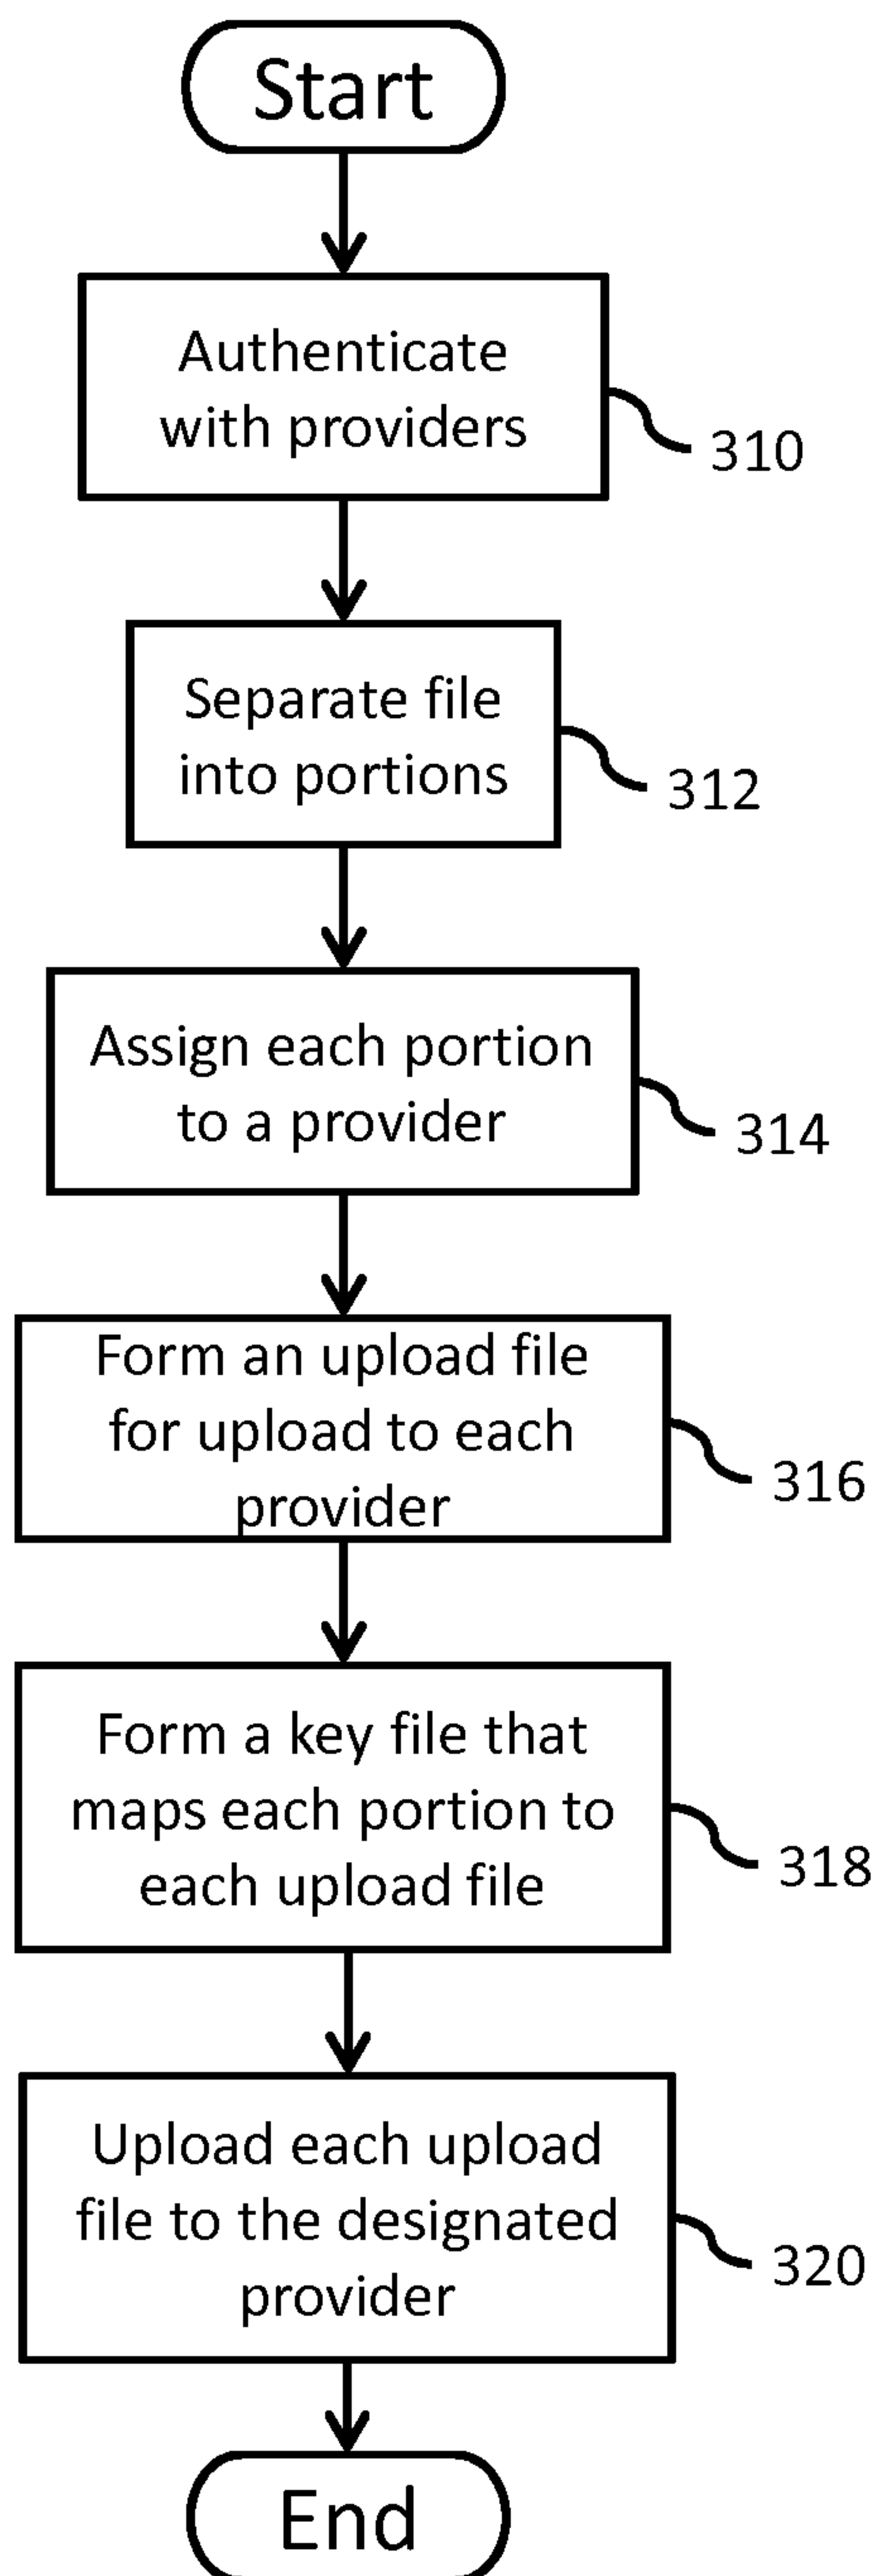 Start
Authenticate
with providers
310
Separate file
into portions
312
Assign each portion
to a provider
314
Form an upload file
for upload to each
provider
316
Form a key file that
maps each portion to
each upload file
318
Upload each upload
file to the designated
provider
320
End